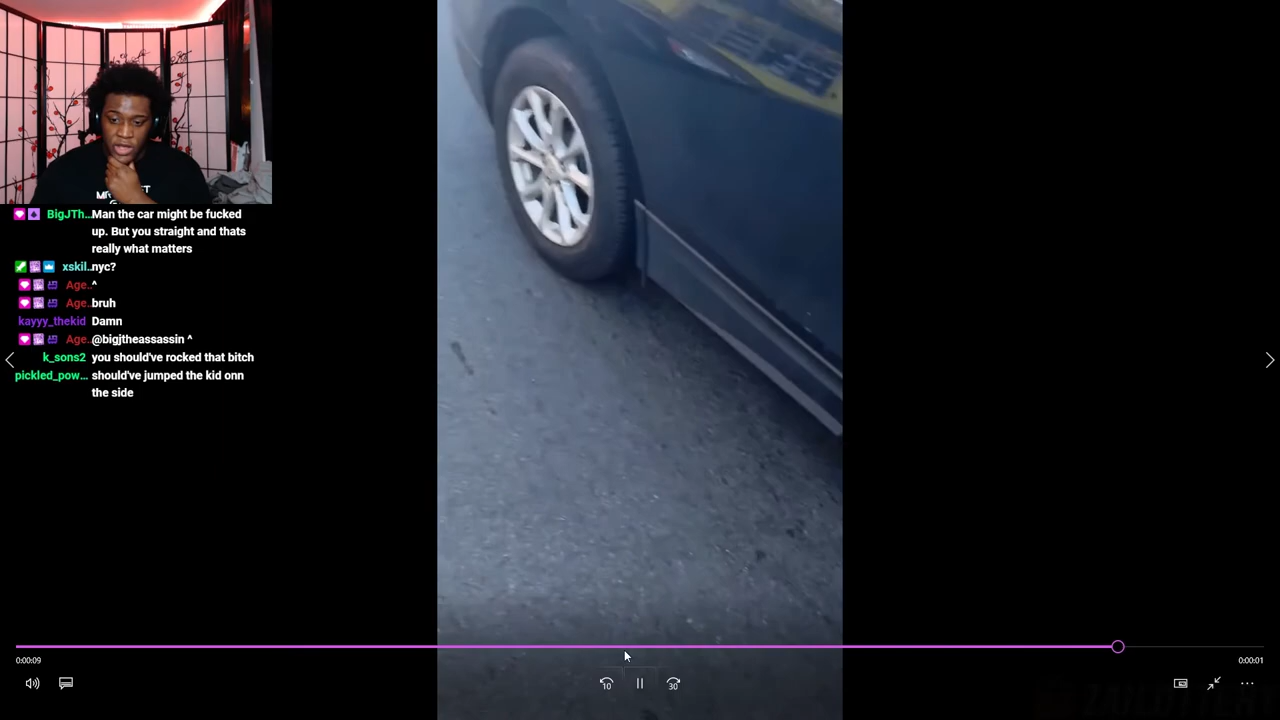 BigJTh.. Man the car might be fucked
up. But you straight and thats
really what matters
xskil.. nyc?
Age.. ^
bruh
Age..
kayyy_thekid Damn
Age.. @bigjtheassassin ^
k_sons2 you should've rocked that bitch
pickled_pow... should've jumped the kid onn
the side
0:00:09
0:00:01
10
30